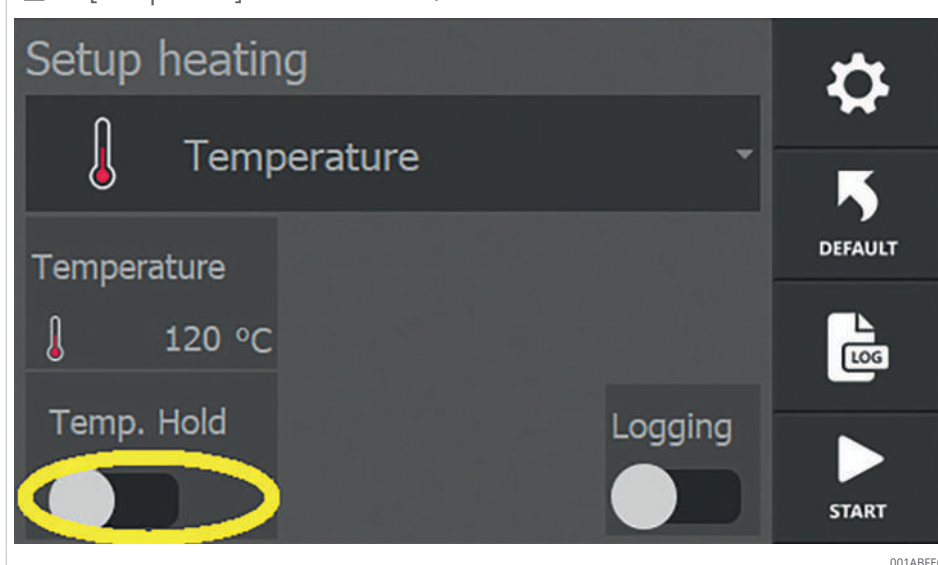 Setup heating
Temperature
DEFAULT
Temperature
120 °C
LOG
Temp. Hold
Logging
START